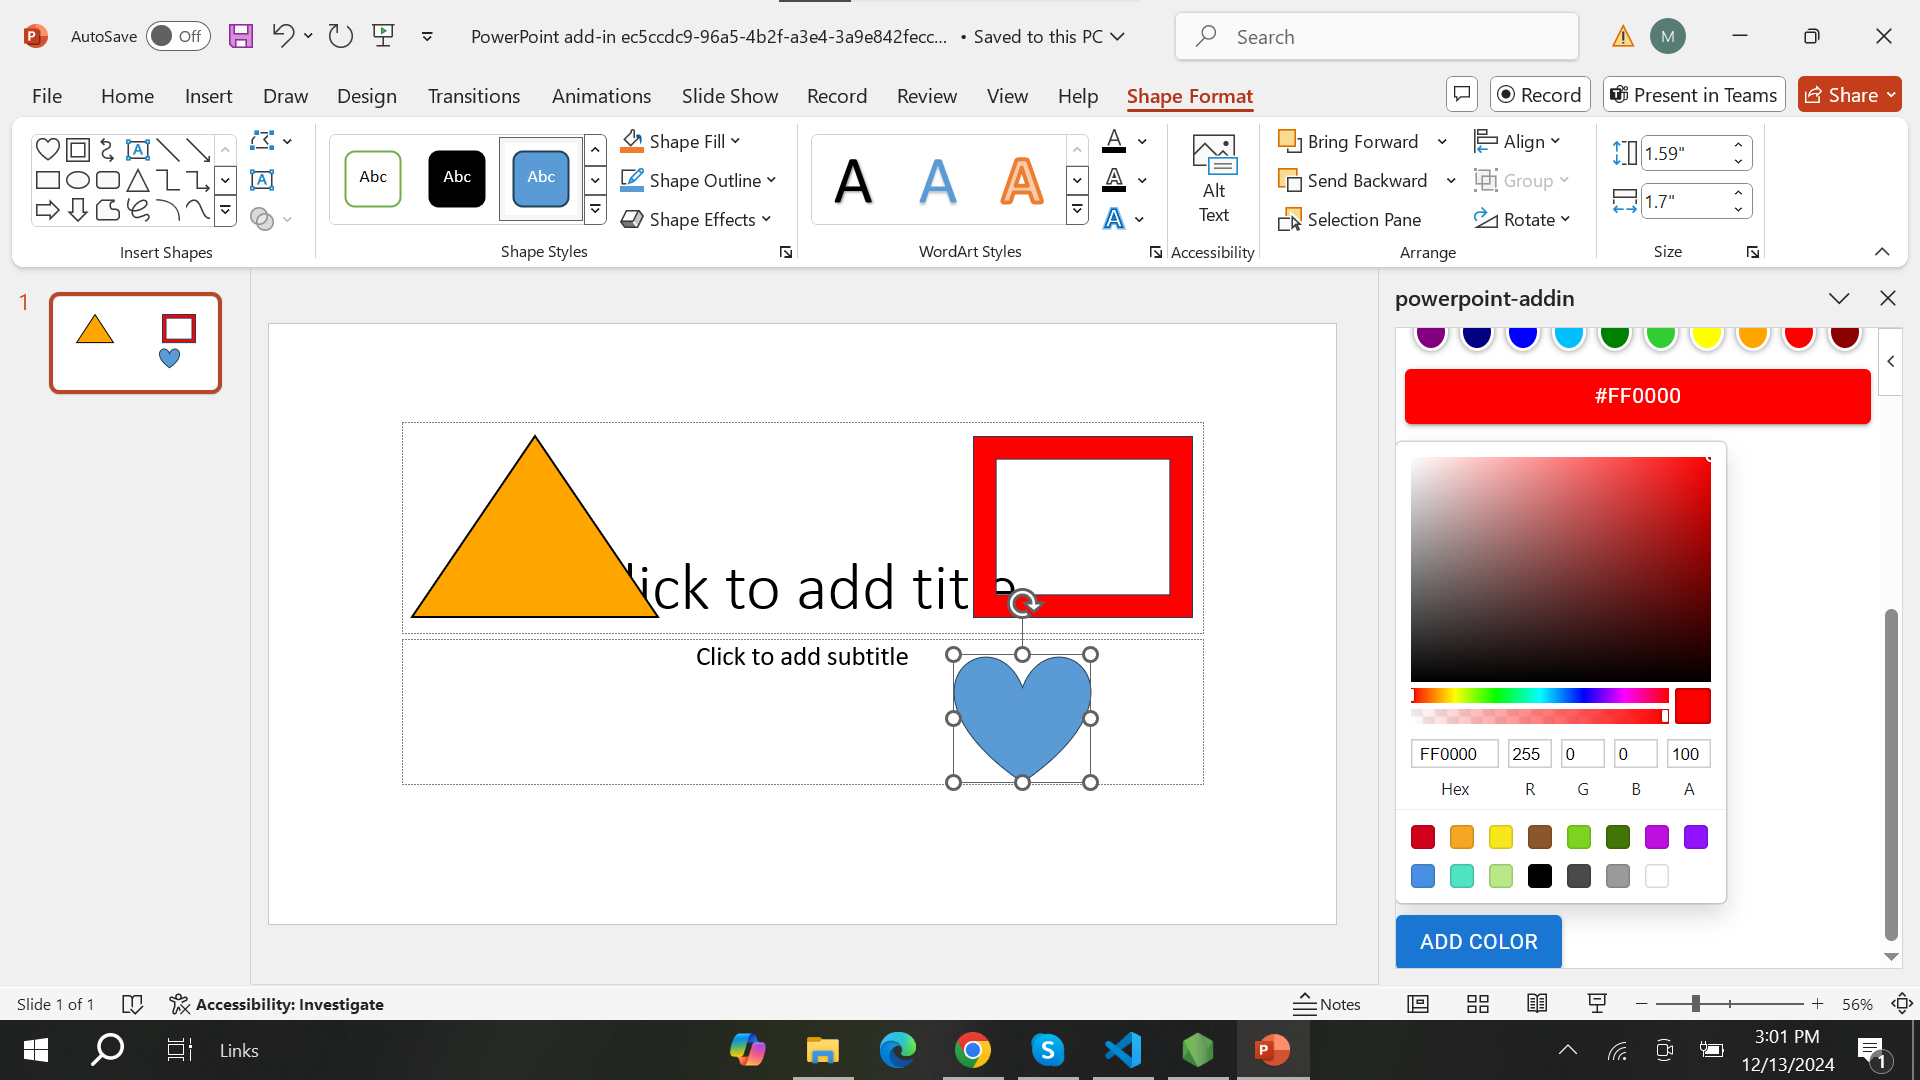 AutoSave Off PowerPoint add-in ec5ccdc9-96a5-4b2f-a3e4-3a9e842fecc... • Saved to this PC Search M
File Home Insert Draw Design Transitions Animations Slide Show Record Review View Help Shape Format Record Present in Teams Share
Abc Abc Abc
Shape Fill
Shape Outline
Shape Effects
A A A
Alt
Text
Bring Forward
Send Backward
Selection Pane
Align
Group
Rotate
1.59"
1.7"
Insert Shapes Shape Styles WordArt Styles Accessibility Arrange Size
1
powerpoint-addin
#FF0000
Click to add title
Click to add subtitle
FF0000 255 0 0 100
Hex R G B A
ADD COLOR
Slide 1 of 1 Accessibility: Investigate Notes 56%
Links
3:01 PM
12/13/2024
1